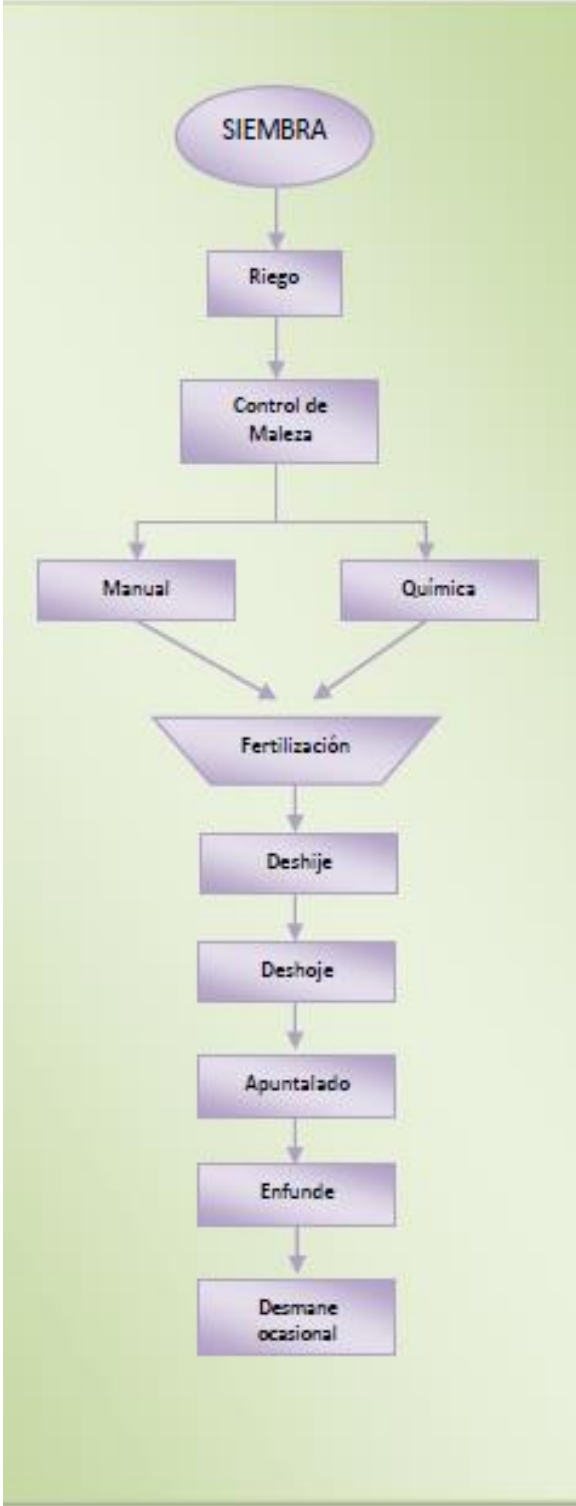 SIEMBRA
Riego
Control de
Maleza
Manual
Química
Fertilización
Deshije
Deshoje
Apuntalado
Enfunde
Desmane
ocasional